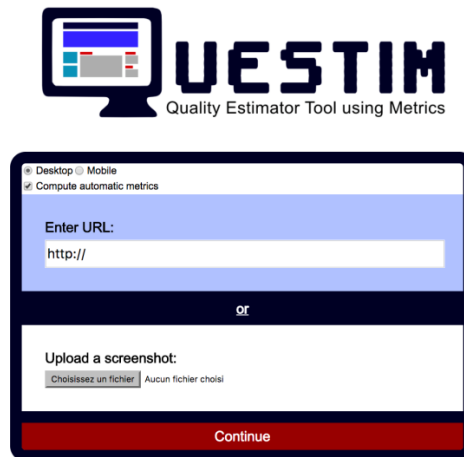 QUESTIM
Quality Estimator Tool using Metrics
Desktop Mobile
Compute automatic metrics
Enter URL:
http://
or
Upload a screenshot:
Choisissez un fichier Aucun fichier choisi
Continue